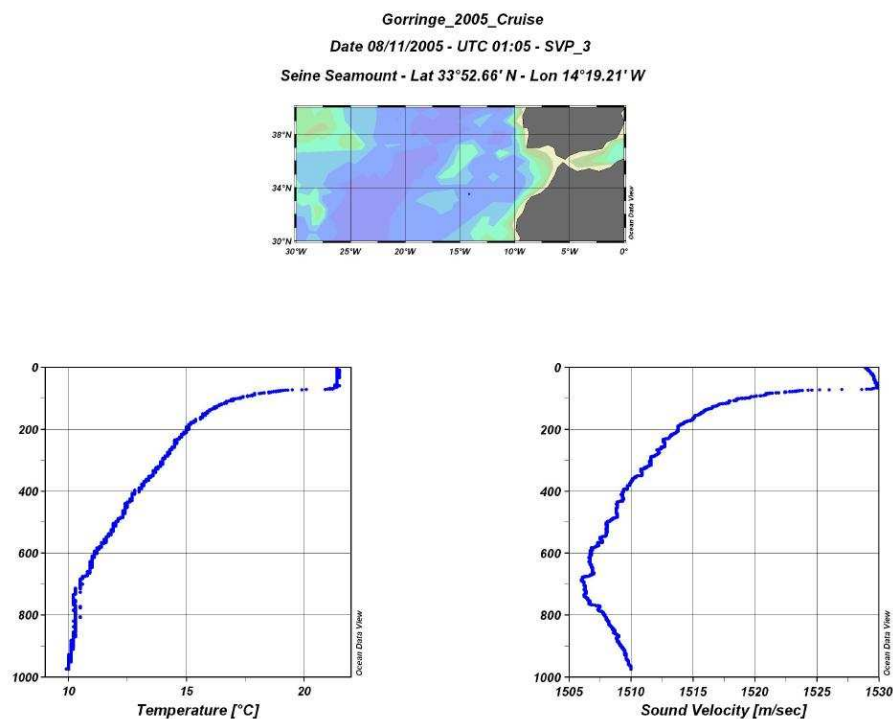 Gorringe_2005_Cruise
Date 08/11/2005 - UTC 01:05 - SVP_3
Seine Seamount - Lat 33°52.66' N - Lon 14°19.21' W
38°N
34°N
30°N
30°W 25°W 20°W 15°W 10°W 5°W 0°
Ocean Data View
0
200
400
600
800
1000
10 15 20
Temperature [°C]
Ocean Data View
0
200
400
600
800
1000
1505 1510 1515 1520 1525 1530
Sound Velocity [m/sec]
Ocean Data View